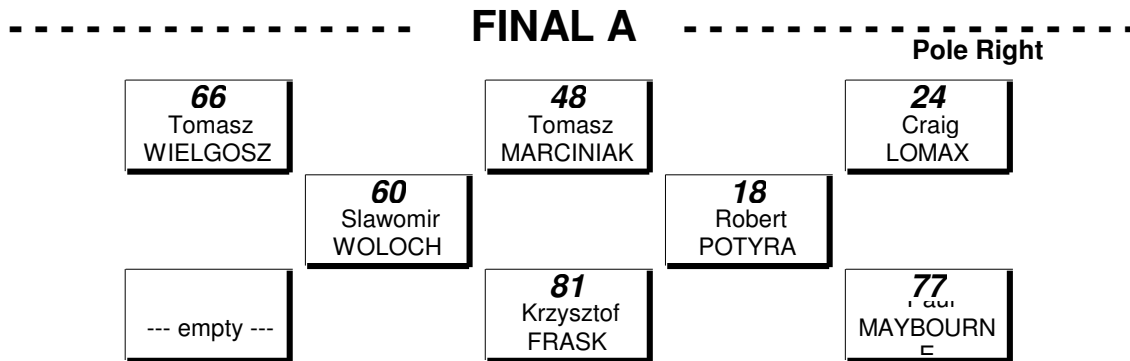 FINAL A
Pole Right
66
Tomasz
WIELGOSZ
48
Tomasz
MARCINIAK
24
Craig
LOMAX
60
Slawomir
WOLOCH
18
Robert
POTYRA
--- empty ---
81
Krzysztof
FRASK
77
Paul
MAYBOURN
E